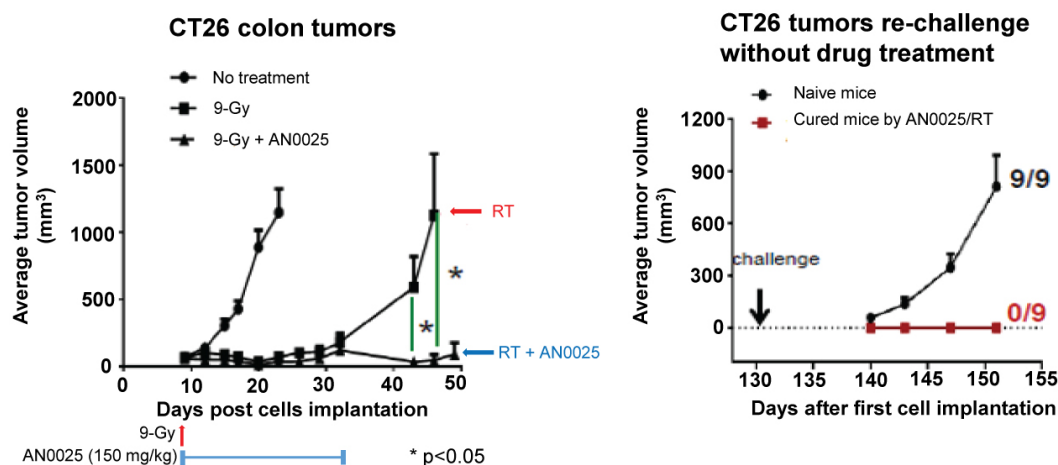 CT26 colon tumors
No treatment
9-Gy
9-Gy + AN0025
Average tumor volume
(mm³)
2000
1500
1000
500
0
0
10
20
30
40
50
*
*
RT
RT + AN0025
Days post cells implantation
9-Gy
AN0025 (150 mg/kg)
* p<0.05
CT26 tumors re-challenge
without drug treatment
Naive mice
Cured mice by AN0025/RT
Average tumor volume
(mm³)
1200
900
600
300
0
challenge
9/9
0/9
130
135
140
145
150
155
Days after first cell implantation